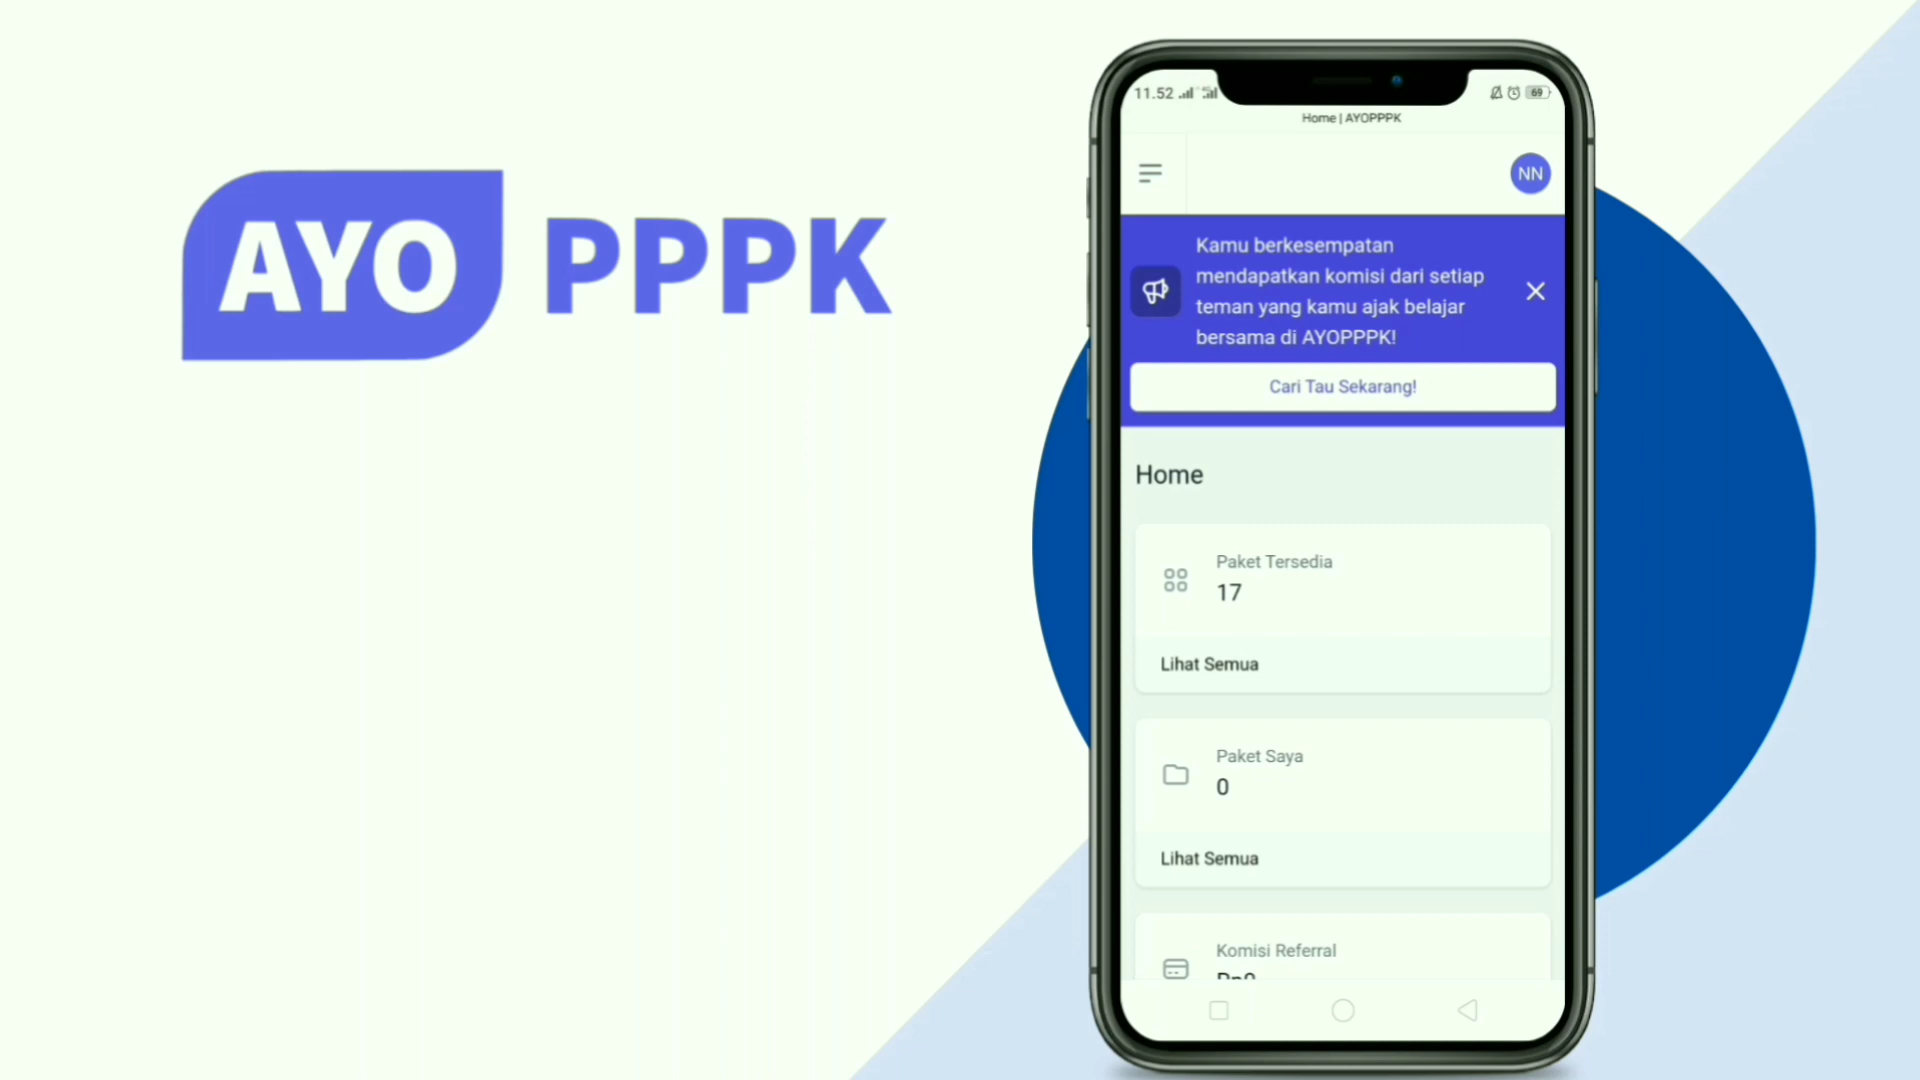 AYO PPPK
11.52
69
Home | AYOPPPK
NN
Kamu berkesempatan
mendapatkan komisi dari setiap
teman yang kamu ajak belajar
bersama di AYOPPPK!
Cari Tau Sekarang!
Home
Paket Tersedia
17
Lihat Semua
Paket Saya
0
Lihat Semua
Komisi Referral